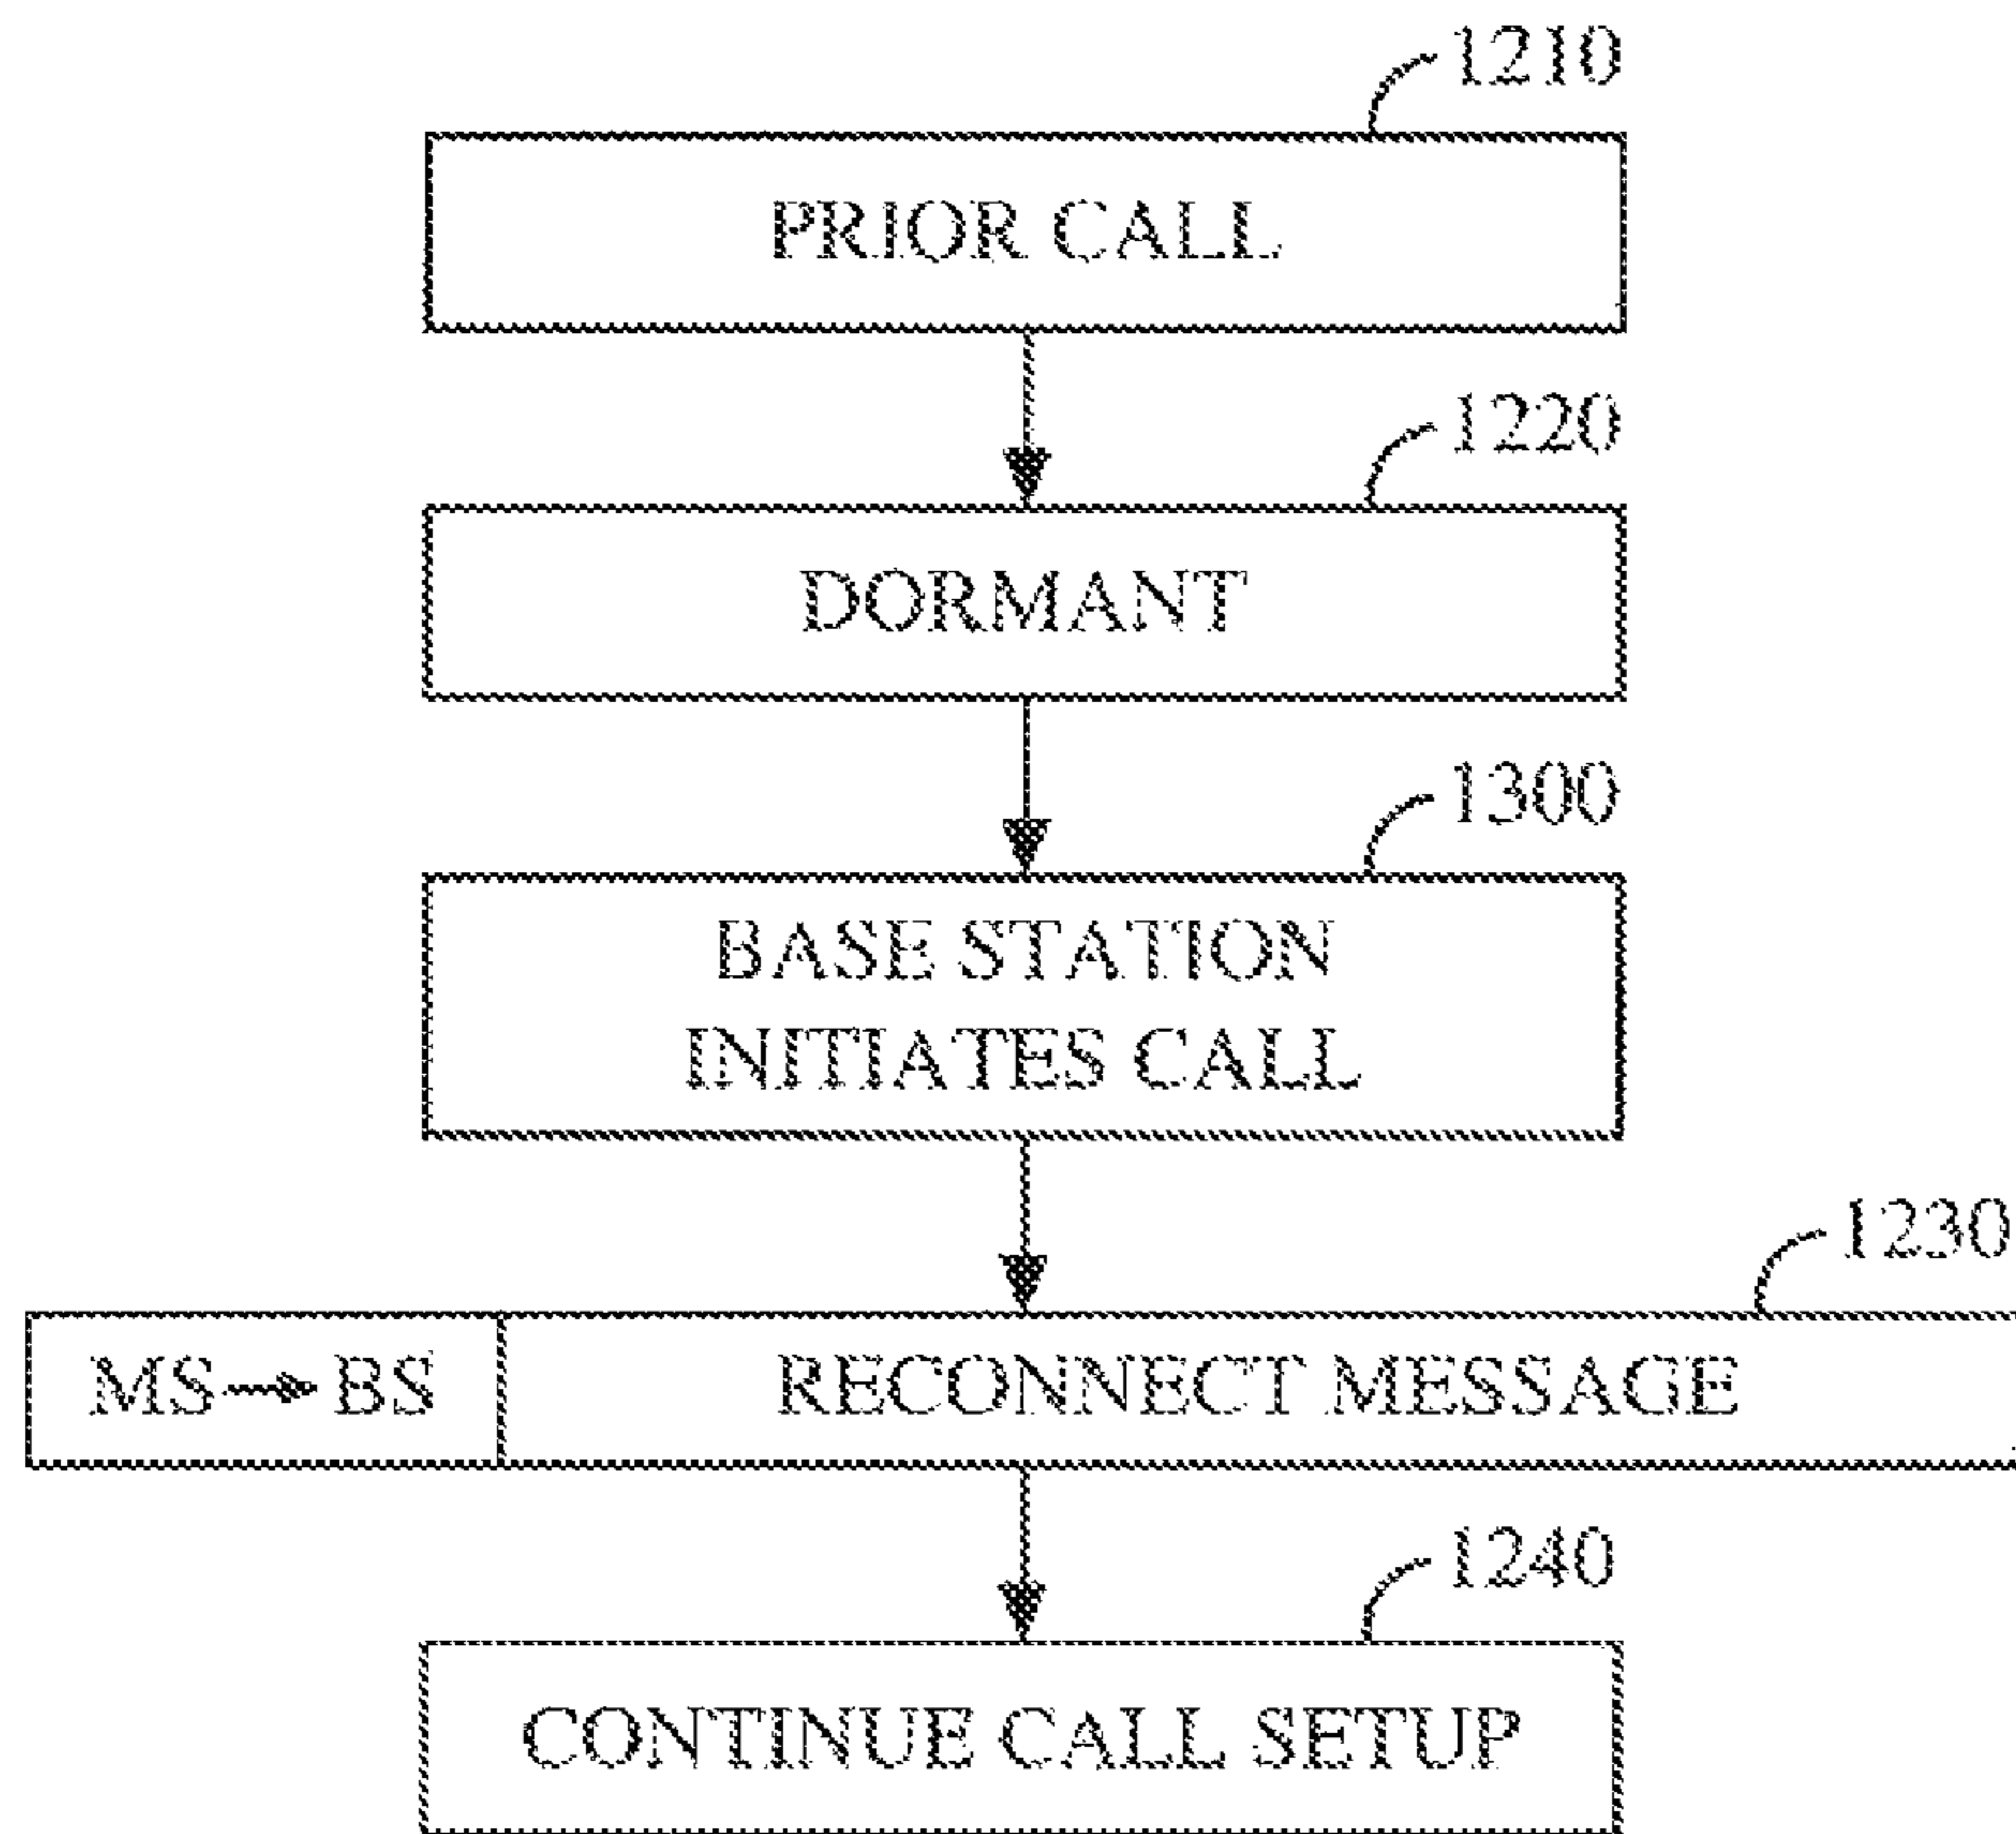 1210
PRIOR CALL
1220
DORMANT
1300
BASE STATION
INITIATES CALL
1230
MS→BS RECONNECT MESSAGE
1240
CONTINUE CALL SETUP